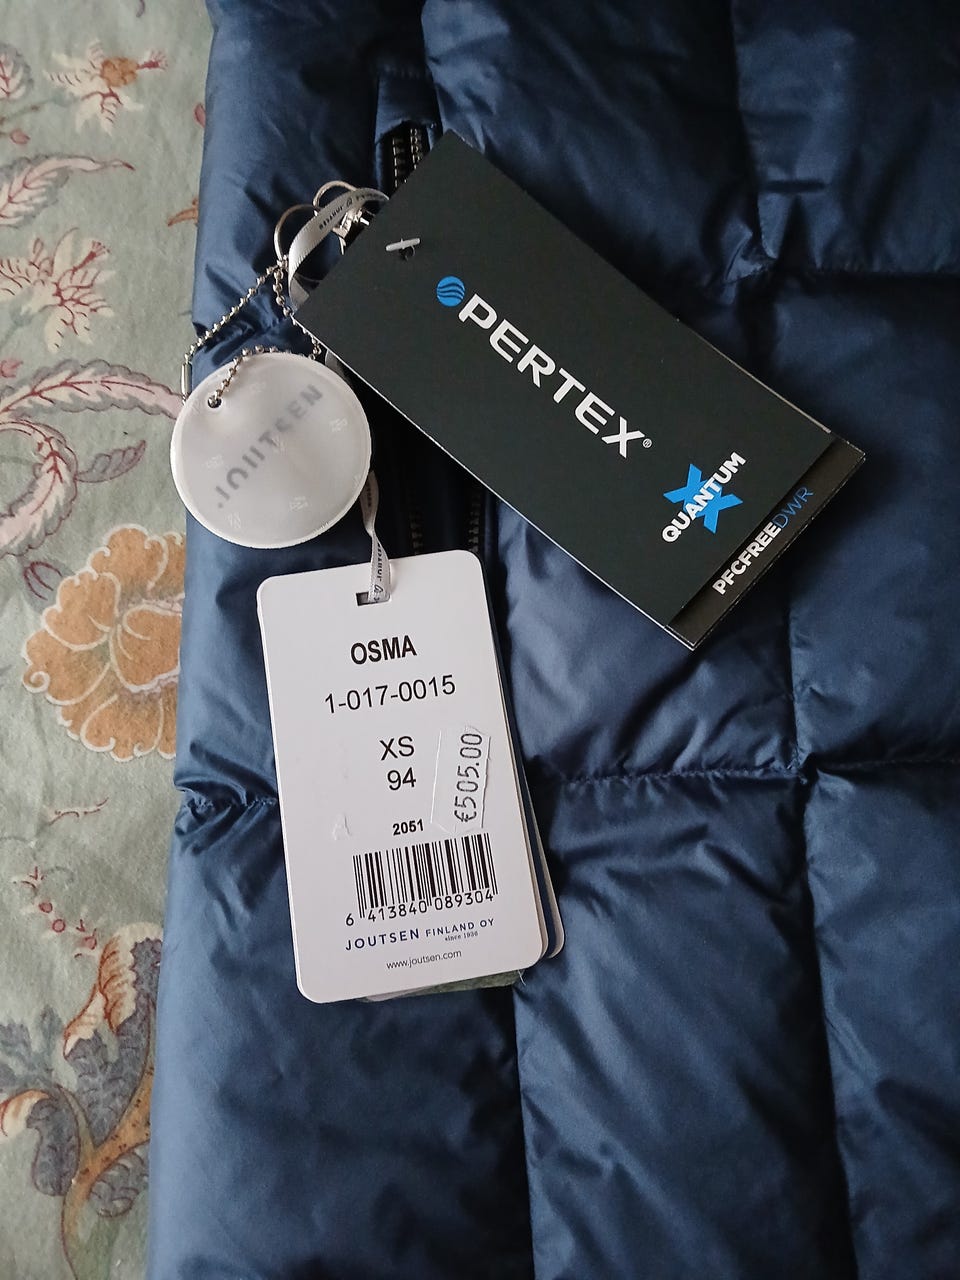 PERTEX®
QUANTUM
PFCFREEDWR
JOUTSEN
OSMA
1-017-0015
XS
94
€505.00
2051
6 413840 089304
JOUTSEN FINLAND OY
since 1936
www.joutsen.com